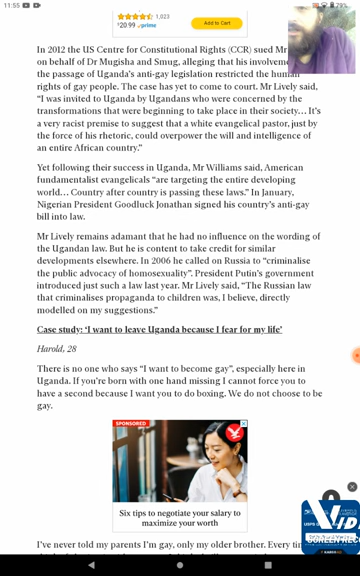 11:55
79%
1,023
$20.99 prime
Add to Cart
In 2012 the US Centre for Constitutional Rights (CCR) sued Mr
on behalf of Dr Mugisha and Smug, alleging that his involveme
the passage of Uganda's anti-gay legislation restricted the human
rights of gay people. The case has yet to come to court. Mr Lively said,
"I was invited to Uganda by Ugandans who were concerned by the
transformations that were beginning to take place in their society… It's
a very racist premise to suggest that a white evangelical pastor, just by
the force of his rhetoric, could overpower the will and intelligence of
an entire African country."
Yet following their success in Uganda, Mr Williams said, American
fundamentalist evangelicals "are targeting the entire developing
world… Country after country is passing these laws." In January,
Nigerian President Goodluck Jonathan signed his country's anti-gay
bill into law.
Mr Lively remains adamant that he had no influence on the wording of
the Ugandan law. But he is content to take credit for similar
developments elsewhere. In 2006 he called on Russia to "criminalise
the public advocacy of homosexuality". President Putin's government
introduced just such a law last year. Mr Lively said, "The Russian law
that criminalises propaganda to children was, I believe, directly
modelled on my suggestions."
Case study: 'I want to leave Uganda because I fear for my life'
Harold, 28
There is no one who says "I want to become gay", especially here in
Uganda. If you're born with one hand missing I cannot force you to
have a second because I want you to do boxing. We do not choose to be
gay.
SPONSORED
Six tips to negotiate your salary to
maximize your worth
I've never told my parents I'm gay, only my older brother. Every tim